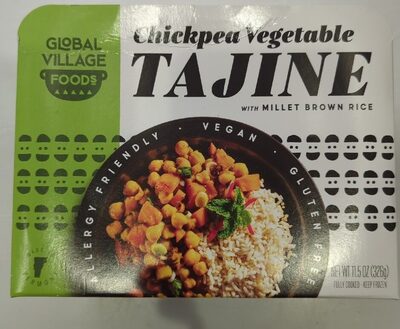 GLOBAL
VILLAGE
FOODS
Chickpea Vegetable
TAJINE
WITH MILLET BROWN RICE
ALLERGY FRIENDLY · VEGAN · GLUTEN FREE
NET WT 11.5 OZ (326g)
FULLY COOKED · KEEP FROZEN